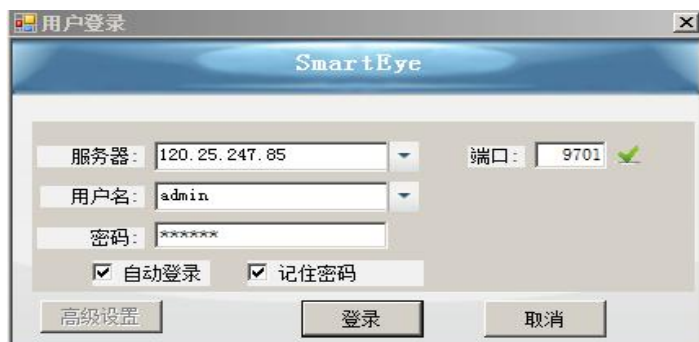 用户登录
SmartEye
服务器: 120.25.247.85 端口: 9701
用户名: admin
密码: ******
自动登录 记住密码
高级设置 登录 取消